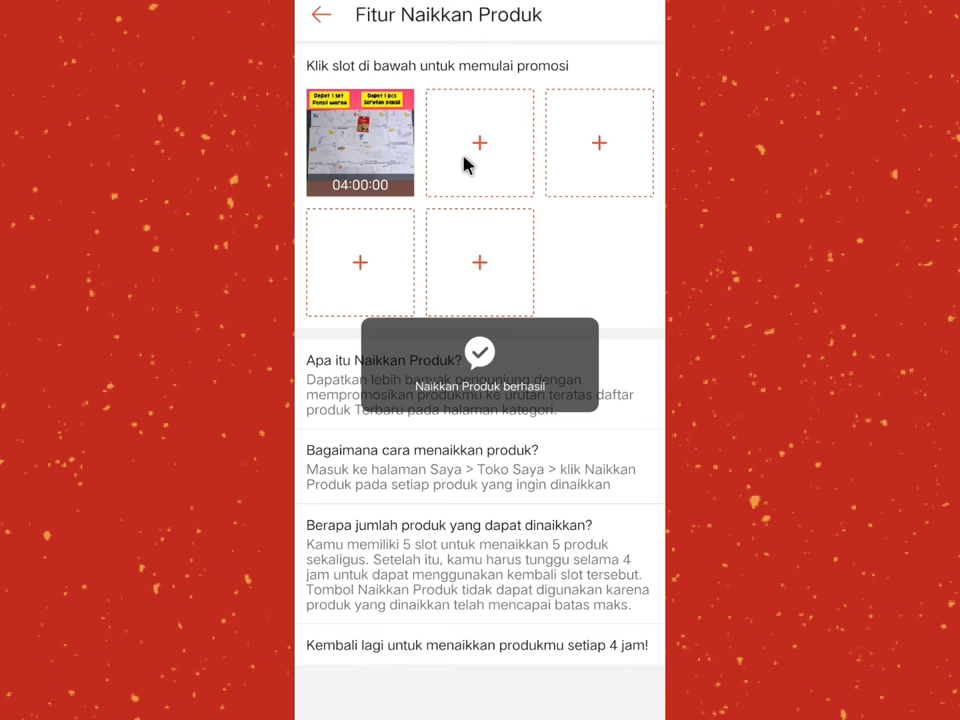 Fitur Naikkan Produk
Klik slot di bawah untuk memulai promosi
Dapet 1 set
Pensil Warna
Dapet 1 pcs
Serutan Pensil
04:00:00
Apa itu Naikkan Produk?
Dapatkan lebih banyak pengunjung dengan
mempromosikan produkmu ke urutan teratas daftar
produk Terbaru pada halaman kategori.
Naikkan Produk berhasil
Bagaimana cara menaikkan produk?
Masuk ke halaman Saya > Toko Saya > klik Naikkan
Produk pada setiap produk yang ingin dinaikkan
Berapa jumlah produk yang dapat dinaikkan?
Kamu memiliki 5 slot untuk menaikkan 5 produk
sekaligus. Setelah itu, kamu harus tunggu selama 4
jam untuk dapat menggunakan kembali slot tersebut.
Tombol Naikkan Produk tidak dapat digunakan karena
produk yang dinaikkan telah mencapai batas maks.
Kembali lagi untuk menaikkan produkmu setiap 4 jam!